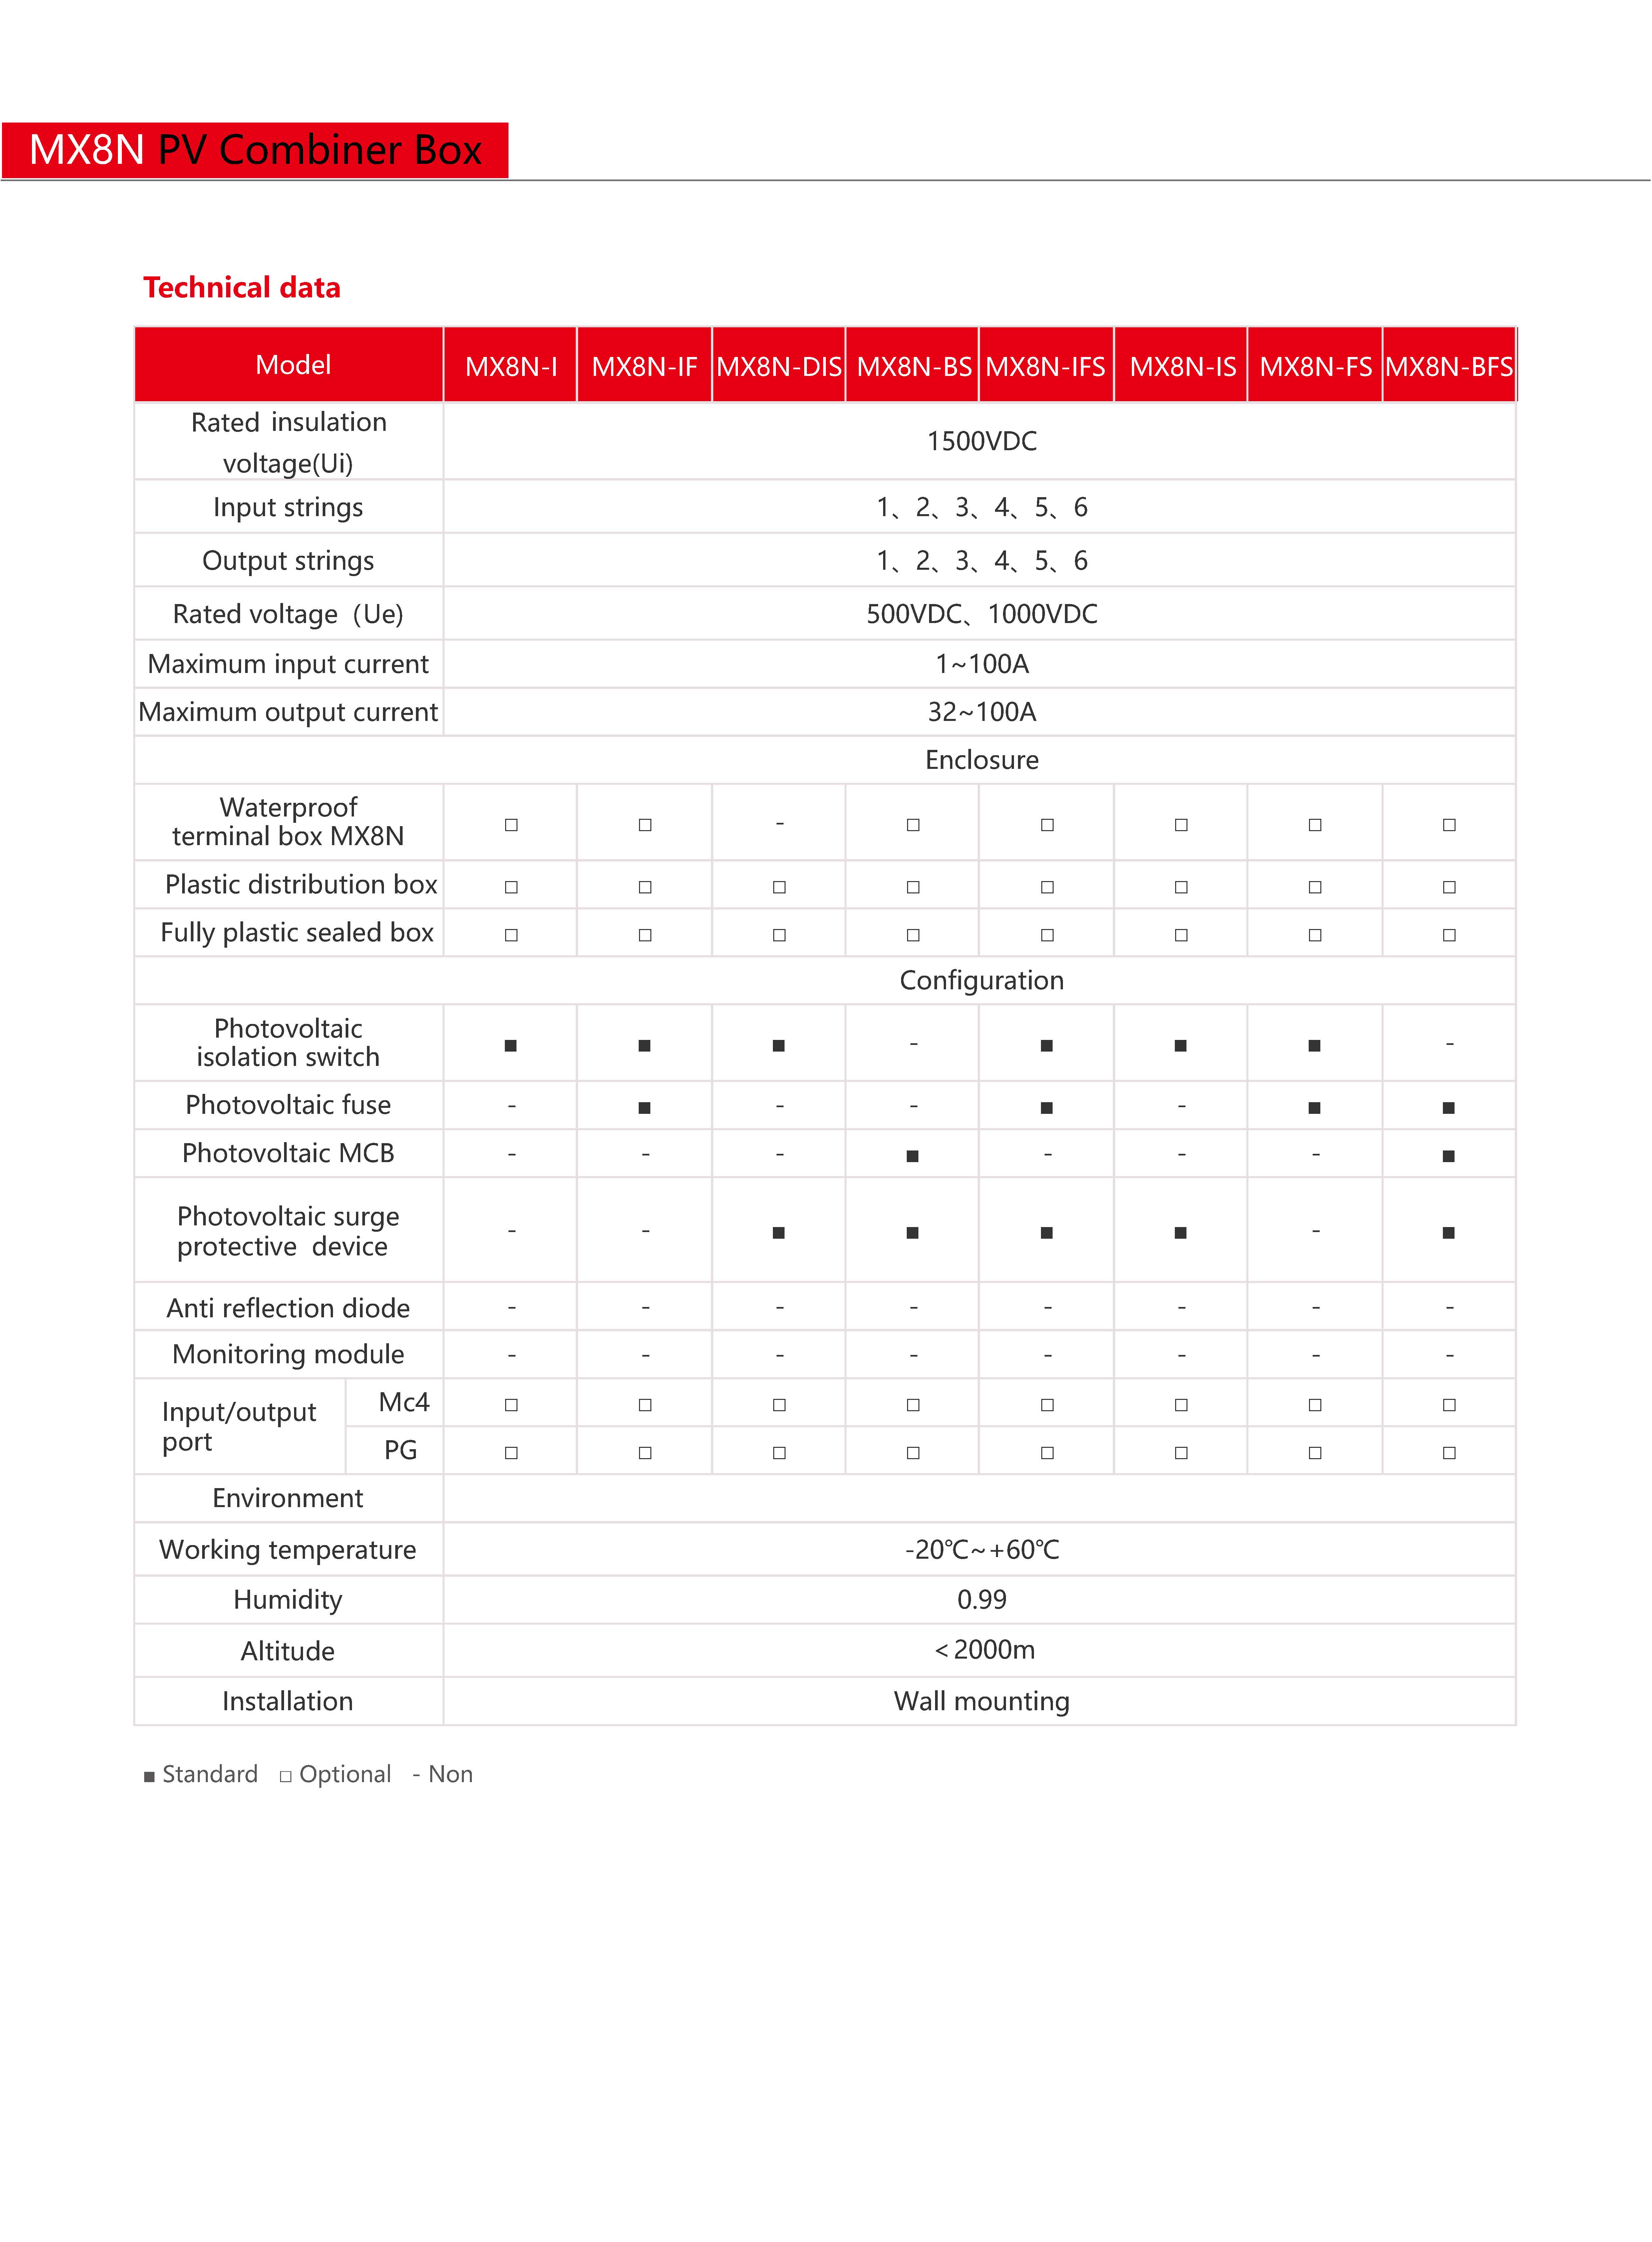 MX8N PV Combiner Box
Technical data
Model MX8N-I MX8N-IF MX8N-DIS MX8N-BS MX8N-IFS MX8N-IS MX8N-FS MX8N-BFS
Rated insulation
voltage(Ui)
1500VDC
Input strings 1、2、3、4、5、6
Output strings 1、2、3、4、5、6
Rated voltage（Ue) 500VDC、1000VDC
Maximum input current 1~100A
Maximum output current 32~100A
Enclosure
Waterproof
terminal box MX8N
□ □ - □ □ □ □ □
Plastic distribution box □ □ □ □ □ □ □ □
Fully plastic sealed box □ □ □ □ □ □ □ □
Configuration
Photovoltaic
isolation switch
■ ■ ■ - ■ ■ ■ -
Photovoltaic fuse - ■ - - ■ - ■ ■
Photovoltaic MCB - - - ■ - - - ■
Photovoltaic surge
protective device
- - ■ ■ ■ ■ - ■
Anti reflection diode - - - - - - - -
Monitoring module - - - - - - - -
Input/output
port
Mc4 □ □ □ □ □ □ □ □
PG □ □ □ □ □ □ □ □
Environment
Working temperature -20℃~+60℃
Humidity 0.99
Altitude ＜2000m
Installation Wall mounting
■ Standard □ Optional - Non